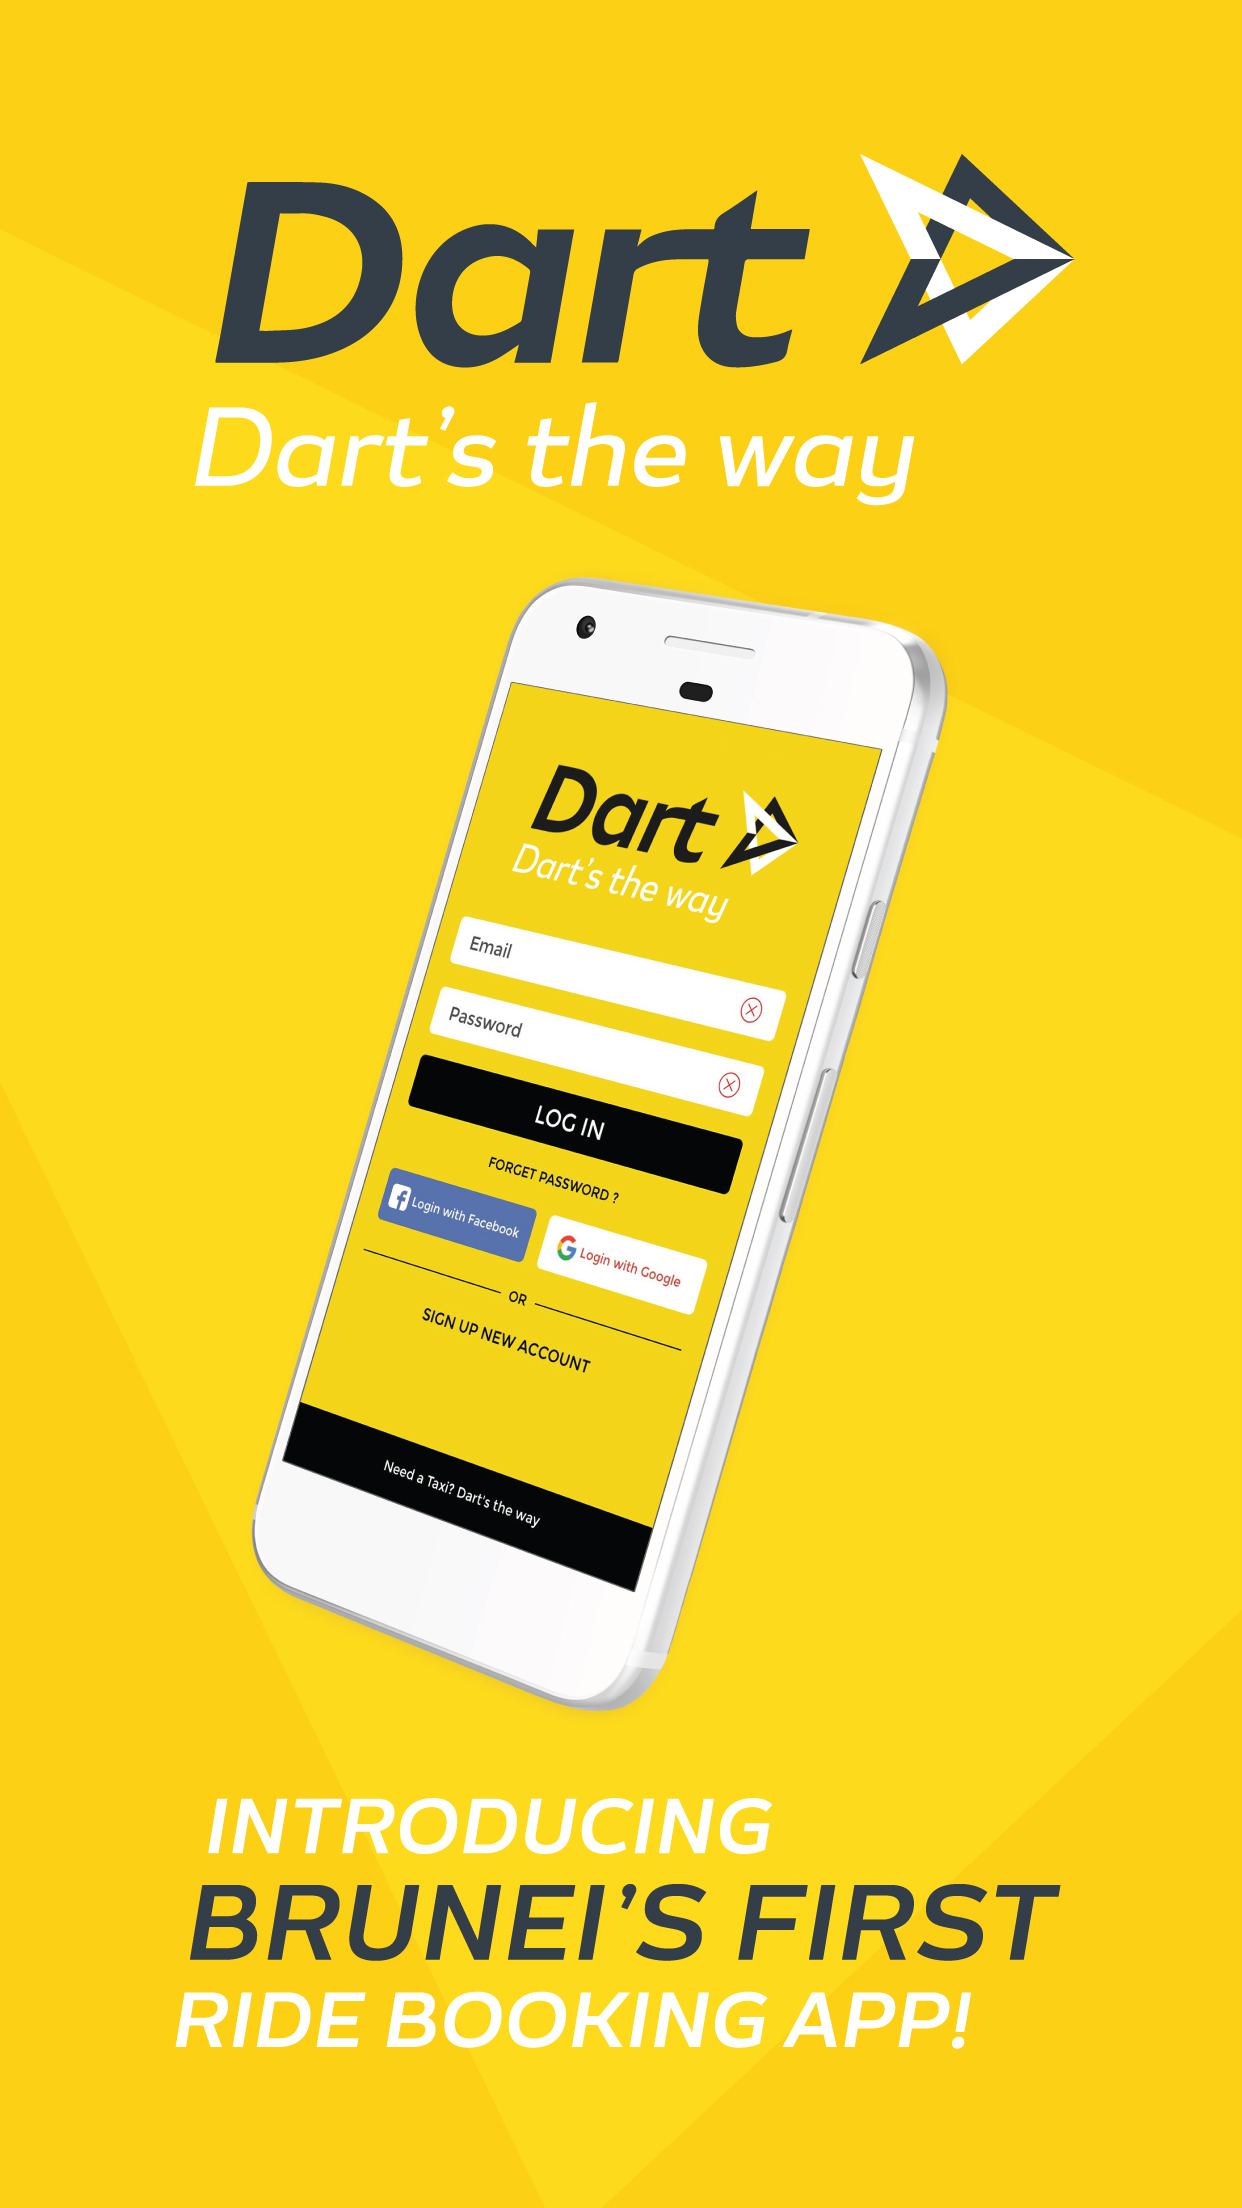 Dart
Dart's the way
Dart
Dart's the way
Email
Password
LOG IN
FORGET PASSWORD ?
Login with Facebook
G Login with Google
OR
SIGN UP NEW ACCOUNT
Need a Taxi? Dart's the way
INTRODUCING
BRUNEI'S FIRST
RIDE BOOKING APP!